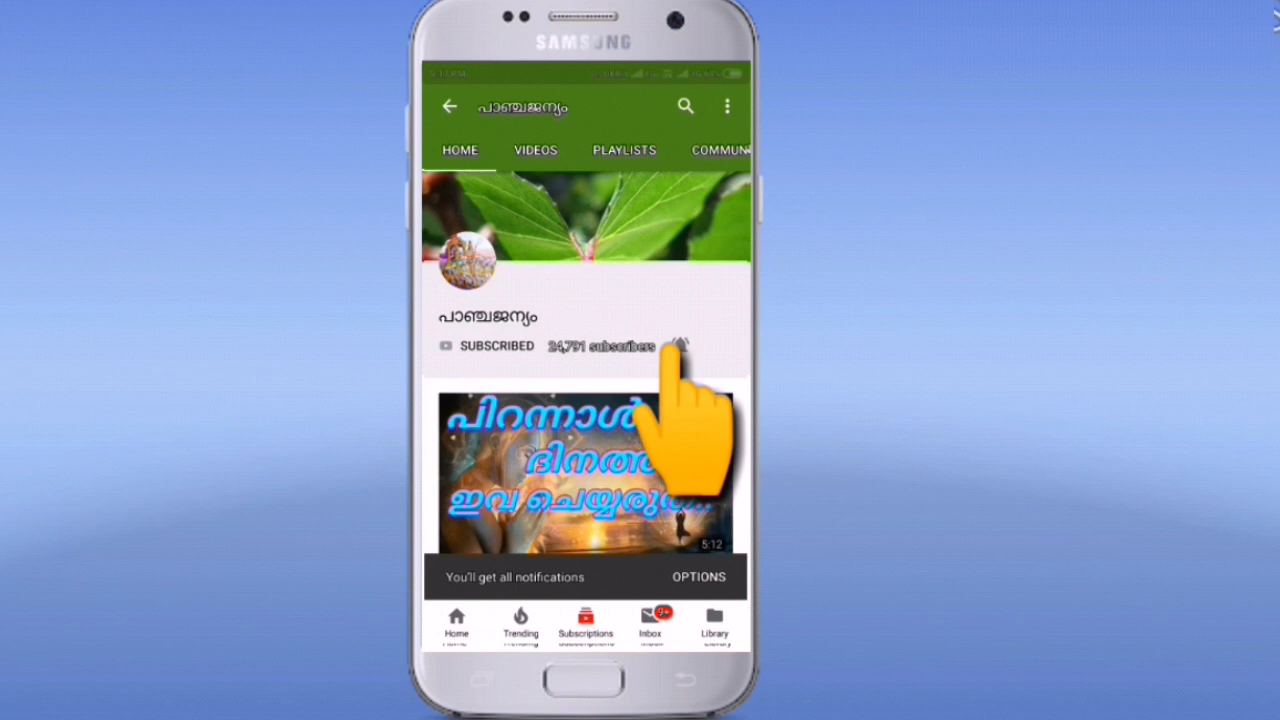 SAMSUNG
പാഞ്ചജന്യം
HOME VIDEOS PLAYLISTS COMMUN
പാഞ്ചജന്യം
SUBSCRIBED 24,791 subscribers
പിറന്നാൾ
ദിനത്ത
ഇവ ചെയ്യരുത്...
5:12
You'll get all notifications OPTIONS
9+
Home Trending Subscriptions Inbox Library